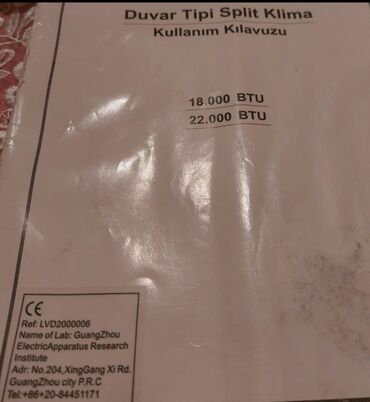 Duvar Tipi Split Klima
Kullanım Kılavuzu
18.000 BTU
22.000 BTU
CE
Ref: LVD2000006
Name of Lab: GuangZhou
ElectricApparatus Research
Institute
Adr: No.204,XingGang Xi Rd.
GuangZhou city P.R.C
Tel:+86+20-84451171